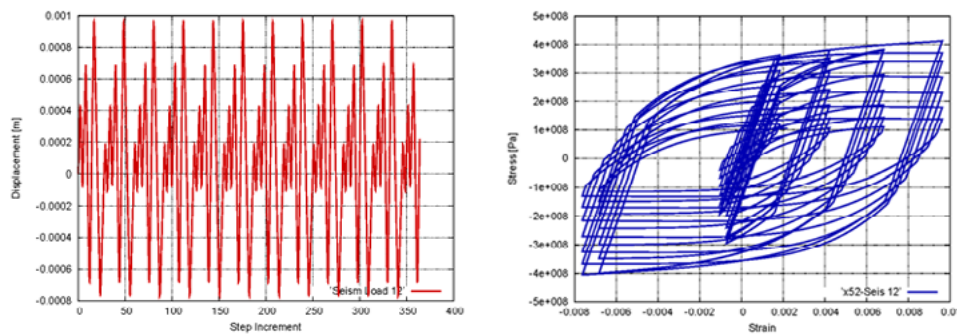 0.001
0.0008
0.0006
0.0004
0.0002
0
-0.0002
-0.0004
-0.0006
-0.0008
Displacement [m]
0 50 100 150 200 250 300 350 400
Step Increment
'Seism Load 12'
5e+008
4e+008
3e+008
2e+008
1e+008
0
-1e+008
-2e+008
-3e+008
-4e+008
-5e+008
Stress [Pa]
-0.008 -0.006 -0.004 -0.002 0 0.002 0.004 0.006 0.008 0.0
Strain
'x52-Seis 12'